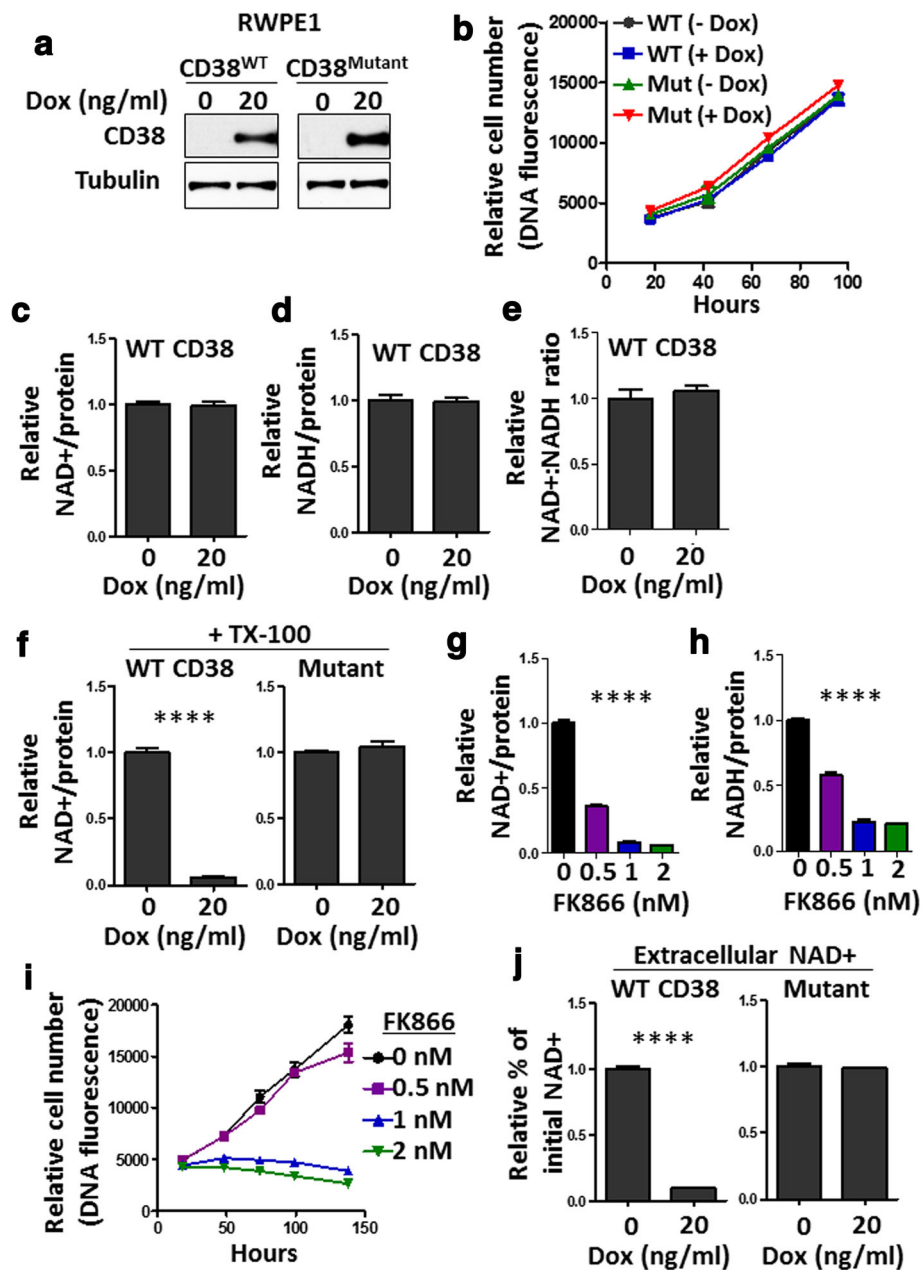 a
RWPE1
CD38WT CD38Mutant
Dox (ng/ml) 0 20 0 20
CD38
Tubulin
b
Relative cell number
(DNA fluorescence)
20000
15000
10000
5000
0
0 20 40 60 80 100
Hours
WT (- Dox)
WT (+ Dox)
Mut (- Dox)
Mut (+ Dox)
c
Relative
NAD+/protein
WT CD38
1.5
1.0
0.5
0.0
0 20
Dox (ng/ml)
d
Relative
NADH/protein
WT CD38
1.5
1.0
0.5
0.0
0 20
Dox (ng/ml)
e
Relative
NAD+:NADH ratio
WT CD38
1.5
1.0
0.5
0.0
0 20
Dox (ng/ml)
f
+ TX-100
WT CD38 Mutant
Relative
NAD+/protein
1.5
1.0
0.5
0.0
****
0 20
Dox (ng/ml)
1.5
1.0
0.5
0.0
0 20
Dox (ng/ml)
g
Relative
NAD+/protein
1.5
1.0
0.5
0.0
****
0 0.5 1 2
FK866 (nM)
h
Relative
NADH/protein
1.5
1.0
0.5
0.0
****
0 0.5 1 2
FK866 (nM)
i
Relative cell number
(DNA fluorescence)
20000
15000
10000
5000
0
0 50 100 150
Hours
FK866
0 nM
0.5 nM
1 nM
2 nM
j
Extracellular NAD+
WT CD38 Mutant
Relative % of
initial NAD+
1.5
1.0
0.5
0.0
****
0 20
Dox (ng/ml)
1.5
1.0
0.5
0.0
0 20
Dox (ng/ml)